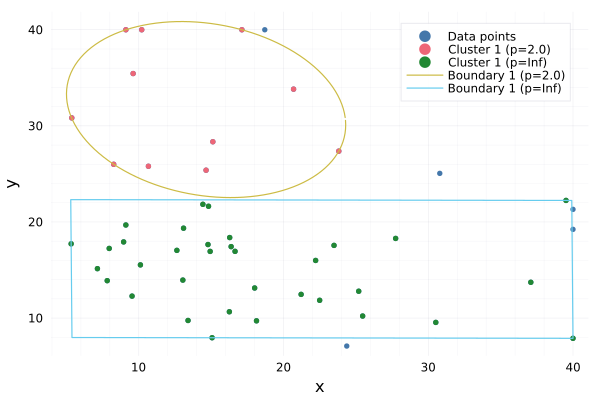 40
30
20
10
y
10
20
30
40
x
Data points
Cluster 1 (p=2.0)
Cluster 1 (p=Inf)
Boundary 1 (p=2.0)
Boundary 1 (p=Inf)